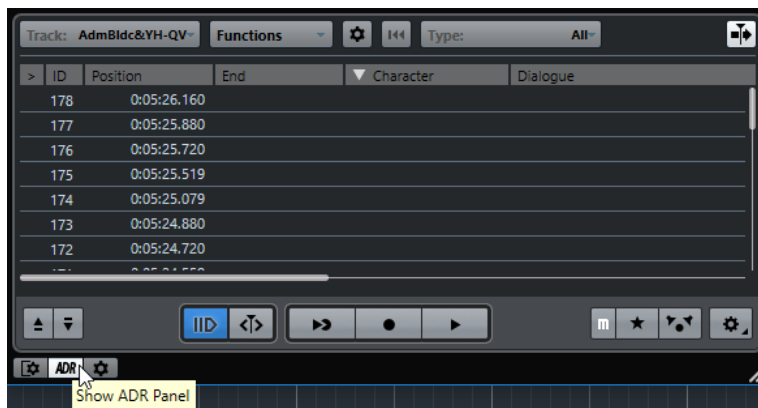 Track: AdmBldc&YH-QV Functions Type: All
> ID Position End Character Dialogue
178 0:05:26.160
177 0:05:25.880
176 0:05:25.720
175 0:05:25.519
174 0:05:25.079
173 0:05:24.880
172 0:05:24.720
m
ADR
Show ADR Panel